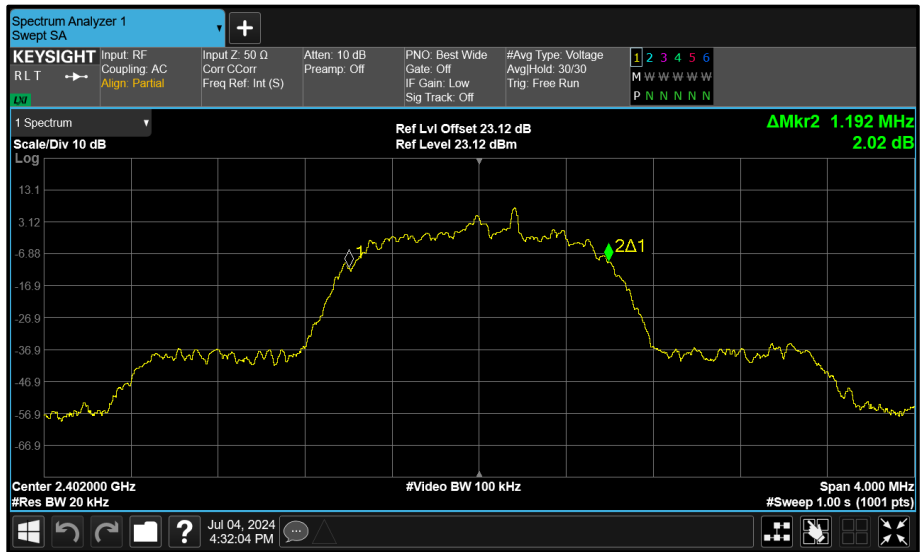 Spectrum Analyzer 1
Swept SA
+
KEYSIGHT
R L T
LXI
Input: RF
Coupling: AC
Align: Partial
Input Z: 50 Ω
Corr CCorr
Freq Ref: Int (S)
Atten: 10 dB
Preamp: Off
PNO: Best Wide
Gate: Off
IF Gain: Low
Sig Track: Off
#Avg Type: Voltage
Avg|Hold: 30/30
Trig: Free Run
1 2 3 4 5 6
M W W W W W
P N N N N N
1 Spectrum
Scale/Div 10 dB
Log
Ref Lvl Offset 23.12 dB
Ref Level 23.12 dBm
ΔMkr2 1.192 MHz
2.02 dB
13.1
3.12
-6.88
-16.9
-26.9
-36.9
-46.9
-56.9
-66.9
1
2Δ1
Center 2.402000 GHz
#Res BW 20 kHz
#Video BW 100 kHz
Span 4.000 MHz
#Sweep 1.00 s (1001 pts)
?
Jul 04, 2024
4:32:04 PM